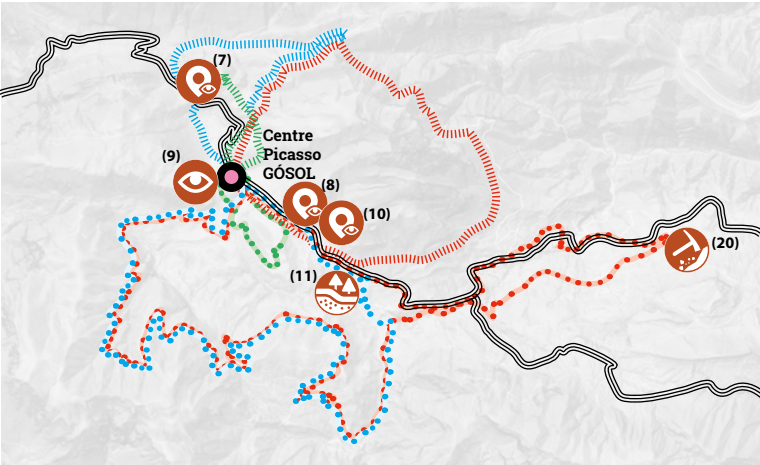 (7)
Centre
Picasso
GÓSOL
(9)
(8)
(10)
(20)
(11)